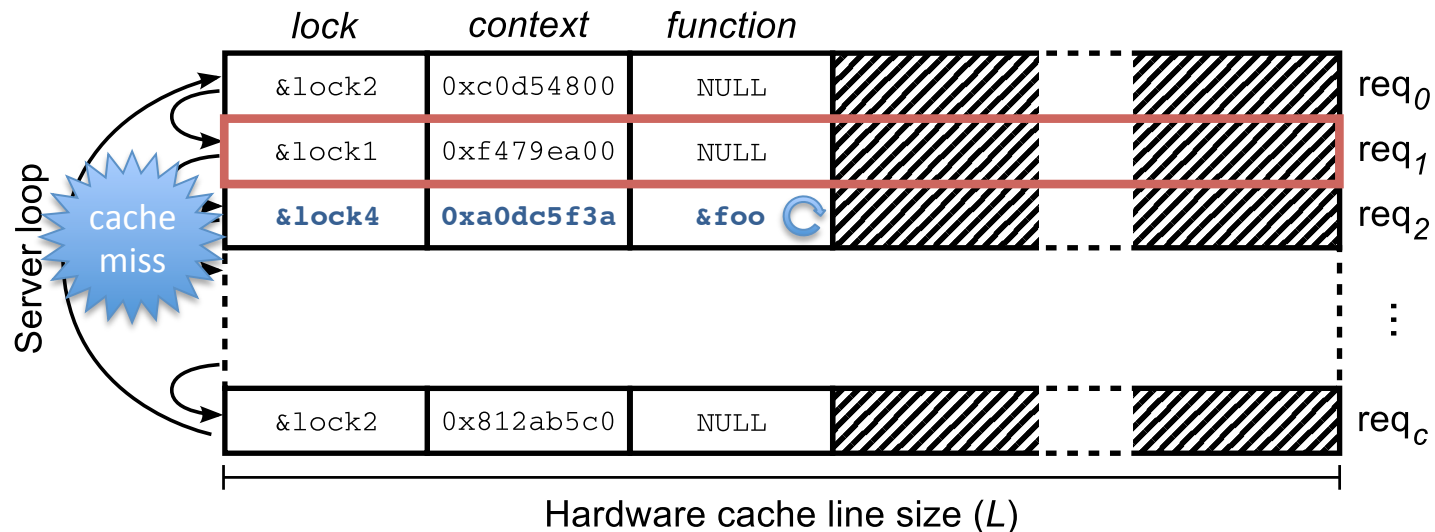 lock context function
&lock2 0xc0d54800 NULL req0
&lock1 0xf479ea00 NULL req1
&lock4 0xa0dc5f3a &foo req2
Server loop
cache
miss
...
&lock2 0x812ab5c0 NULL reqc
Hardware cache line size (L)